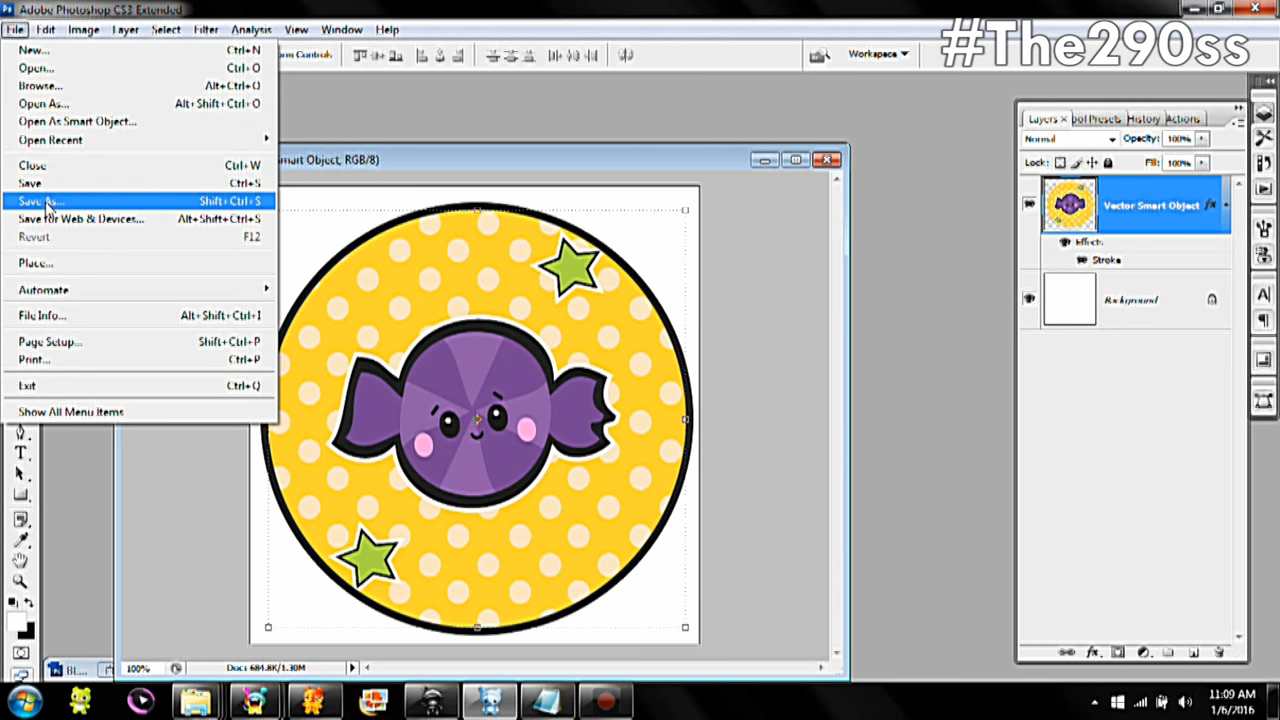 Adobe Photoshop CS3 Extended
#The290ss
File Edit Image Layer Select Filter Analysis View Window Help
Workspace
New... Ctrl+N
Open... Ctrl+O
Browse... Alt+Ctrl+O
Open As... Alt+Shift+Ctrl+O
Open As Smart Object...
Open Recent
Close Ctrl+W
Save Ctrl+S
Save As... Shift+Ctrl+S
Save for Web & Devices... Alt+Shift+Ctrl+S
Revert F12
Place...
Automate
File Info... Alt+Shift+Ctrl+I
Page Setup... Shift+Ctrl+P
Print... Ctrl+P
Exit Ctrl+Q
Show All Menu Items
Smart Object, RGB/8)
Layers × ool Presets History Actions
Normal Opacity: 100%
Lock: Fill: 100%
Vector Smart Object fx
Effects
Stroke
Background
BL...
100% Doc: 684.8K/1.30M
11:09 AM
1/6/2016